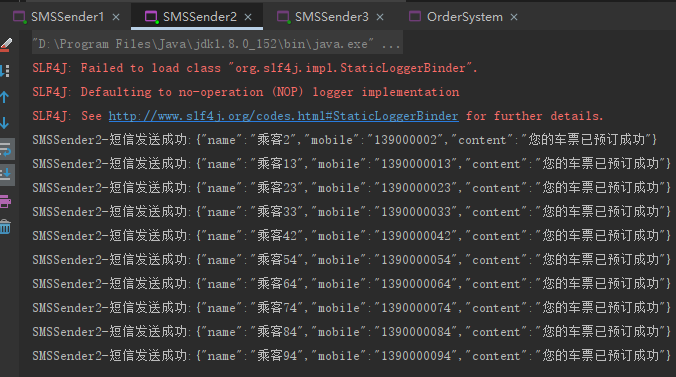 SMSSender1 × SMSSender2 × SMSSender3 × OrderSystem ×
"D:\Program Files\Java\jdk1.8.0_152\bin\java.exe" ...
SLF4J: Failed to load class "org.slf4j.impl.StaticLoggerBinder".
SLF4J: Defaulting to no-operation (NOP) logger implementation
SLF4J: See http://www.slf4j.org/codes.html#StaticLoggerBinder for further details.
SMSSender2-短信发送成功:{"name":"乘客2","mobile":"139000002","content":"您的车票已预订成功"}
SMSSender2-短信发送成功:{"name":"乘客13","mobile":"1390000013","content":"您的车票已预订成功"}
SMSSender2-短信发送成功:{"name":"乘客23","mobile":"1390000023","content":"您的车票已预订成功"}
SMSSender2-短信发送成功:{"name":"乘客33","mobile":"1390000033","content":"您的车票已预订成功"}
SMSSender2-短信发送成功:{"name":"乘客42","mobile":"1390000042","content":"您的车票已预订成功"}
SMSSender2-短信发送成功:{"name":"乘客54","mobile":"1390000054","content":"您的车票已预订成功"}
SMSSender2-短信发送成功:{"name":"乘客64","mobile":"1390000064","content":"您的车票已预订成功"}
SMSSender2-短信发送成功:{"name":"乘客74","mobile":"1390000074","content":"您的车票已预订成功"}
SMSSender2-短信发送成功:{"name":"乘客84","mobile":"1390000084","content":"您的车票已预订成功"}
SMSSender2-短信发送成功:{"name":"乘客94","mobile":"1390000094","content":"您的车票已预订成功"}